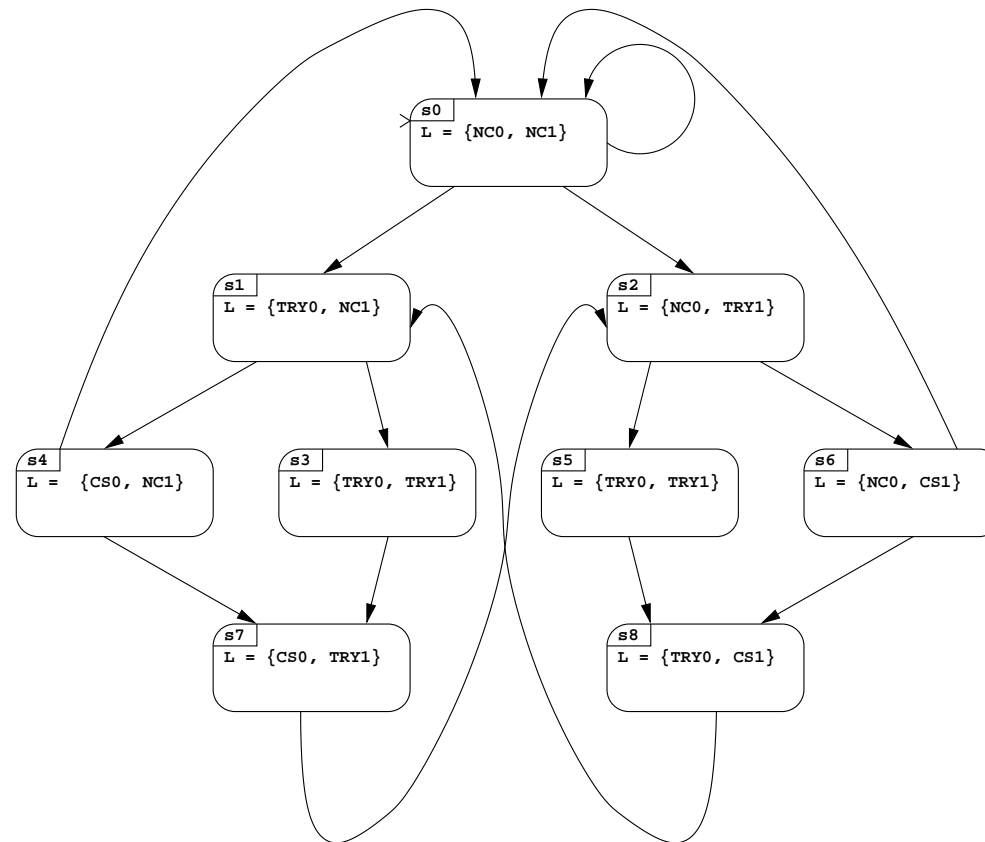 s0
L = {NC0, NC1}
s1
L = {TRY0, NC1}
s2
L = {NC0, TRY1}
s4
L =  {CS0, NC1}
s3
L = {TRY0, TRY1}
s5
L = {TRY0, TRY1}
s6
L = {NC0, CS1}
s7
L = {CS0, TRY1}
s8
L = {TRY0, CS1}